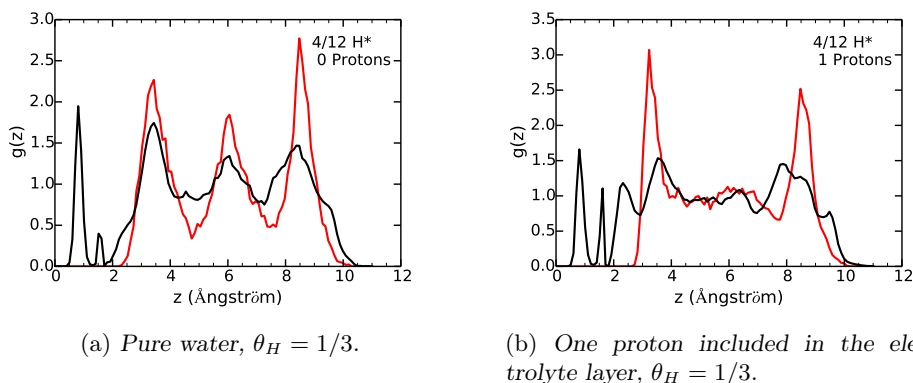 3.0
2.5
2.0
1.5
1.0
0.5
0.0
g(z)
4/12 H*
0 Protons
0 2 4 6 8 10 12
z (Ångström)
(a) Pure water, θH = 1/3.
3.5
3.0
2.5
2.0
1.5
1.0
0.5
0.0
g(z)
4/12 H*
1 Protons
0 2 4 6 8 10 12
z (Ångström)
(b) One proton included in the ele
trolyte layer, θH = 1/3.